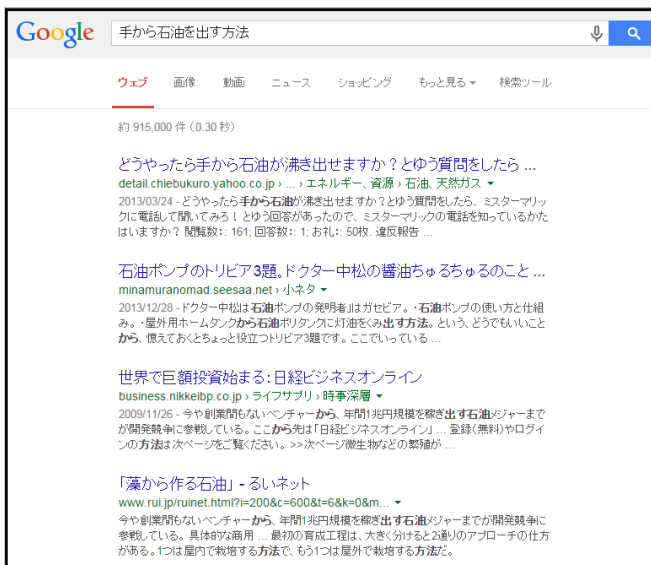 Google 手から石油を出す方法
ウェブ 画像 動画 ニュース ショッピング もっと見る 検索ツール
約 915,000 件 (0.30 秒)
どうやったら手から石油が沸き出せますか？とゆう質問をしたら ...
detail.chiebukuro.yahoo.co.jp › ... › エネルギー、資源 › 石油、天然ガス
2013/03/24 - どうやったら手から石油が沸き出せますか？とゆう質問をしたら、ミスターマリッ
クに電話して聞いてみろ！とゆう回答があったので、ミスターマリックの電話を知っているかた
はいますか？ 閲覧数：: 161; 回答数：: 1; お礼：: 50枚. 違反報告 ...
石油ポンプのトリビア3題。ドクター中松の醤油ちゅるちゅるのこと ...
minamuranomad.seesaa.net › 小ネタ
2013/12/28 - 「ドクター中松は石油ポンプの発明者」はガセビア。・石油ポンプの使い方と仕組
み。・屋外用ホームタンクから石油ポリタンクに灯油をくみ出す方法。という、どうでもいいこと
から、憶えておくとちょっと役立つトリビア3題です。ここでいっている ...
世界で巨額投資始まる：日経ビジネスオンライン
business.nikkeibp.co.jp › ライフサプリ › 時事深層
2009/11/26 - 今や創業間もないベンチャーから、年間1兆円規模を稼ぎ出す石油メジャーまで
が開発競争に参戦している。ここから先は「日経ビジネスオンライン」 ... 登録（無料）やログイ
ンの方法は次ページをご覧ください。 >>次ページ微生物などの繁殖が ...
「藻から作る石油」 - るいネット
www.rui.jp/ruinet.html?i=200&c=600&t=6&k=0&m...
今や創業間もないベンチャーから、年間1兆円規模を稼ぎ出す石油メジャーまでが開発競争に
参戦している。具体的な商用 ... 最初の育成工程は、大きく分けると2通りのアプローチの仕方
がある。1つは屋内で栽培する方法で、もう1つは屋外で栽培する方法だ。